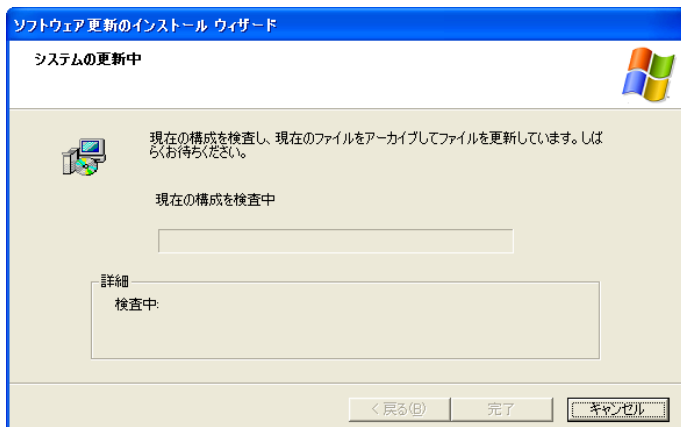 ソフトウェア更新のインストール ウィザード
システムの更新中
現在の構成を検査し、現在のファイルをアーカイブしてファイルを更新しています。しば
らくお待ちください。
現在の構成を検査中
詳細
検査中:
< 戻る(B)
完了
キャンセル